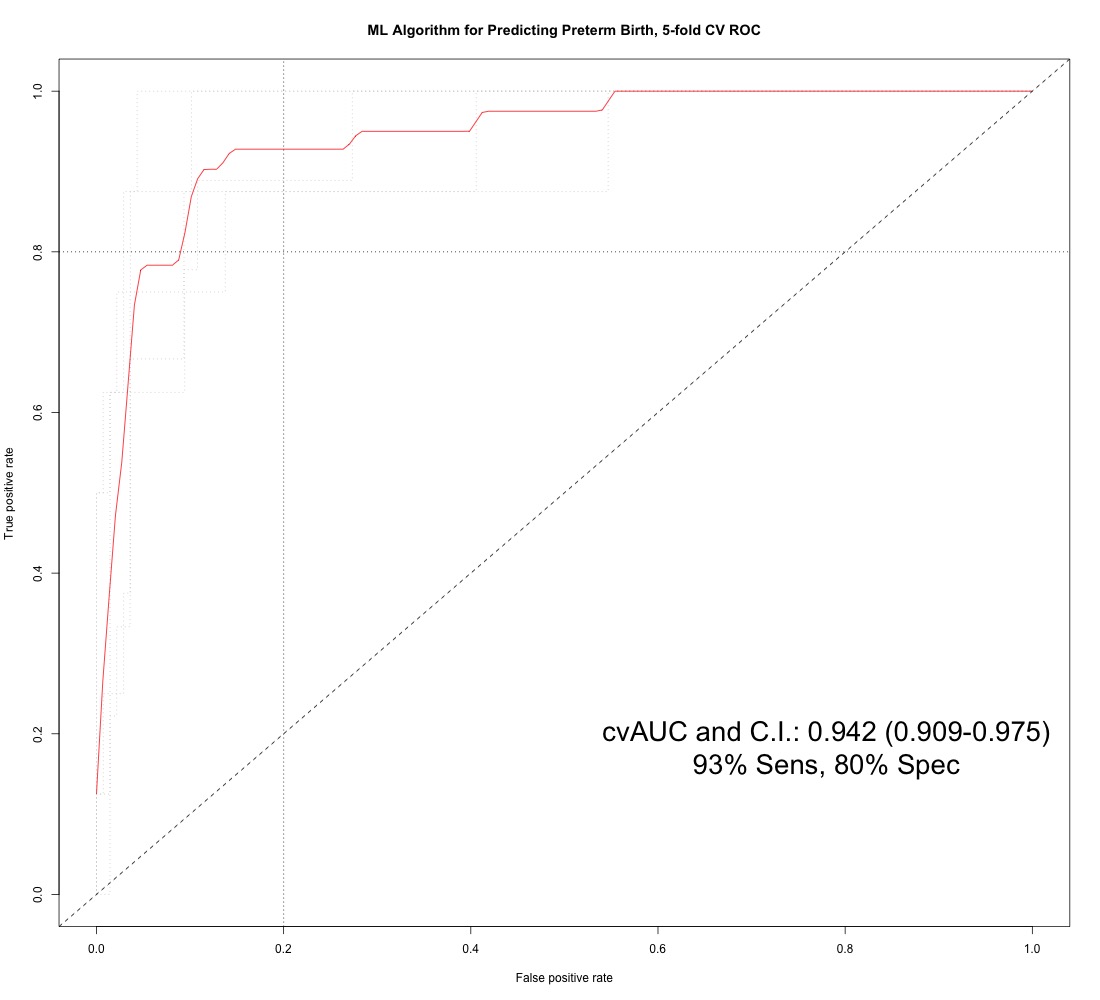 ML Algorithm for Predicting Preterm Birth, 5-fold CV ROC
True positive rate
1.0
0.8
0.6
0.4
0.2
0.0
cvAUC and C.I.: 0.942 (0.909-0.975)
93% Sens, 80% Spec
0.0 0.2 0.4 0.6 0.8 1.0
False positive rate